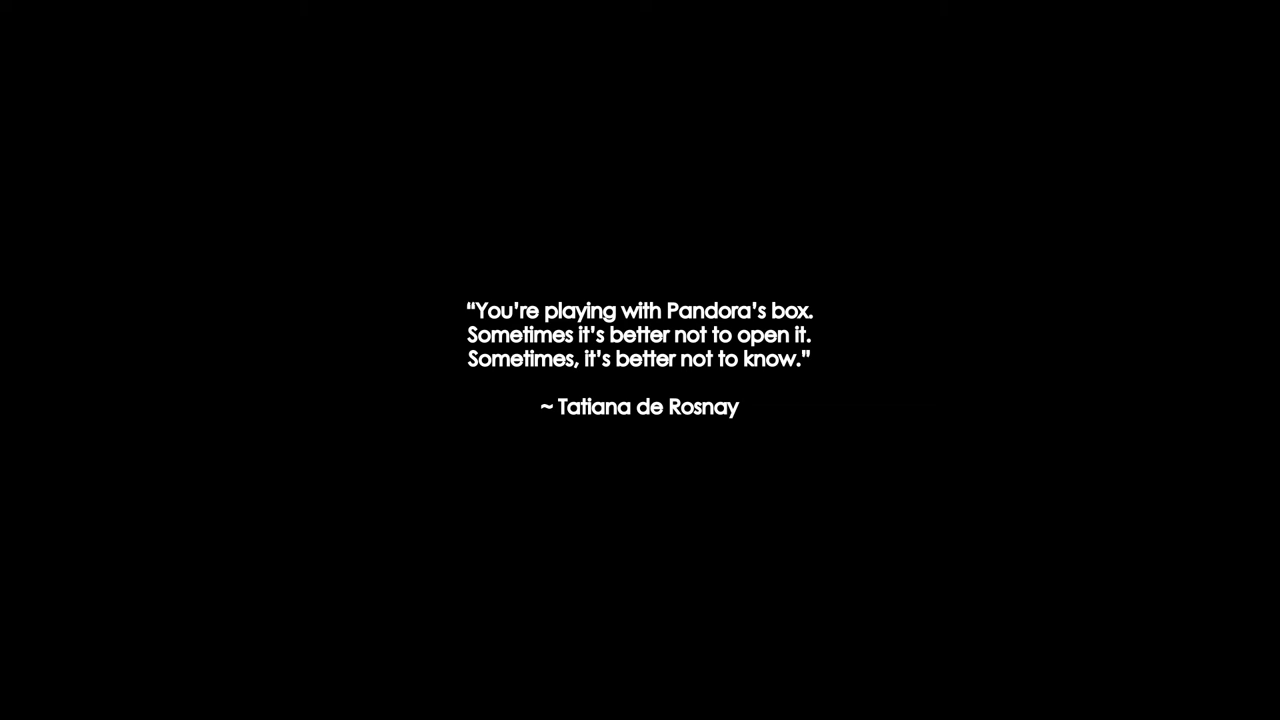 “You're playing with Pandora's box.
Sometimes it's better not to open it.
Sometimes, it's better not to know."
~ Tatiana de Rosnay